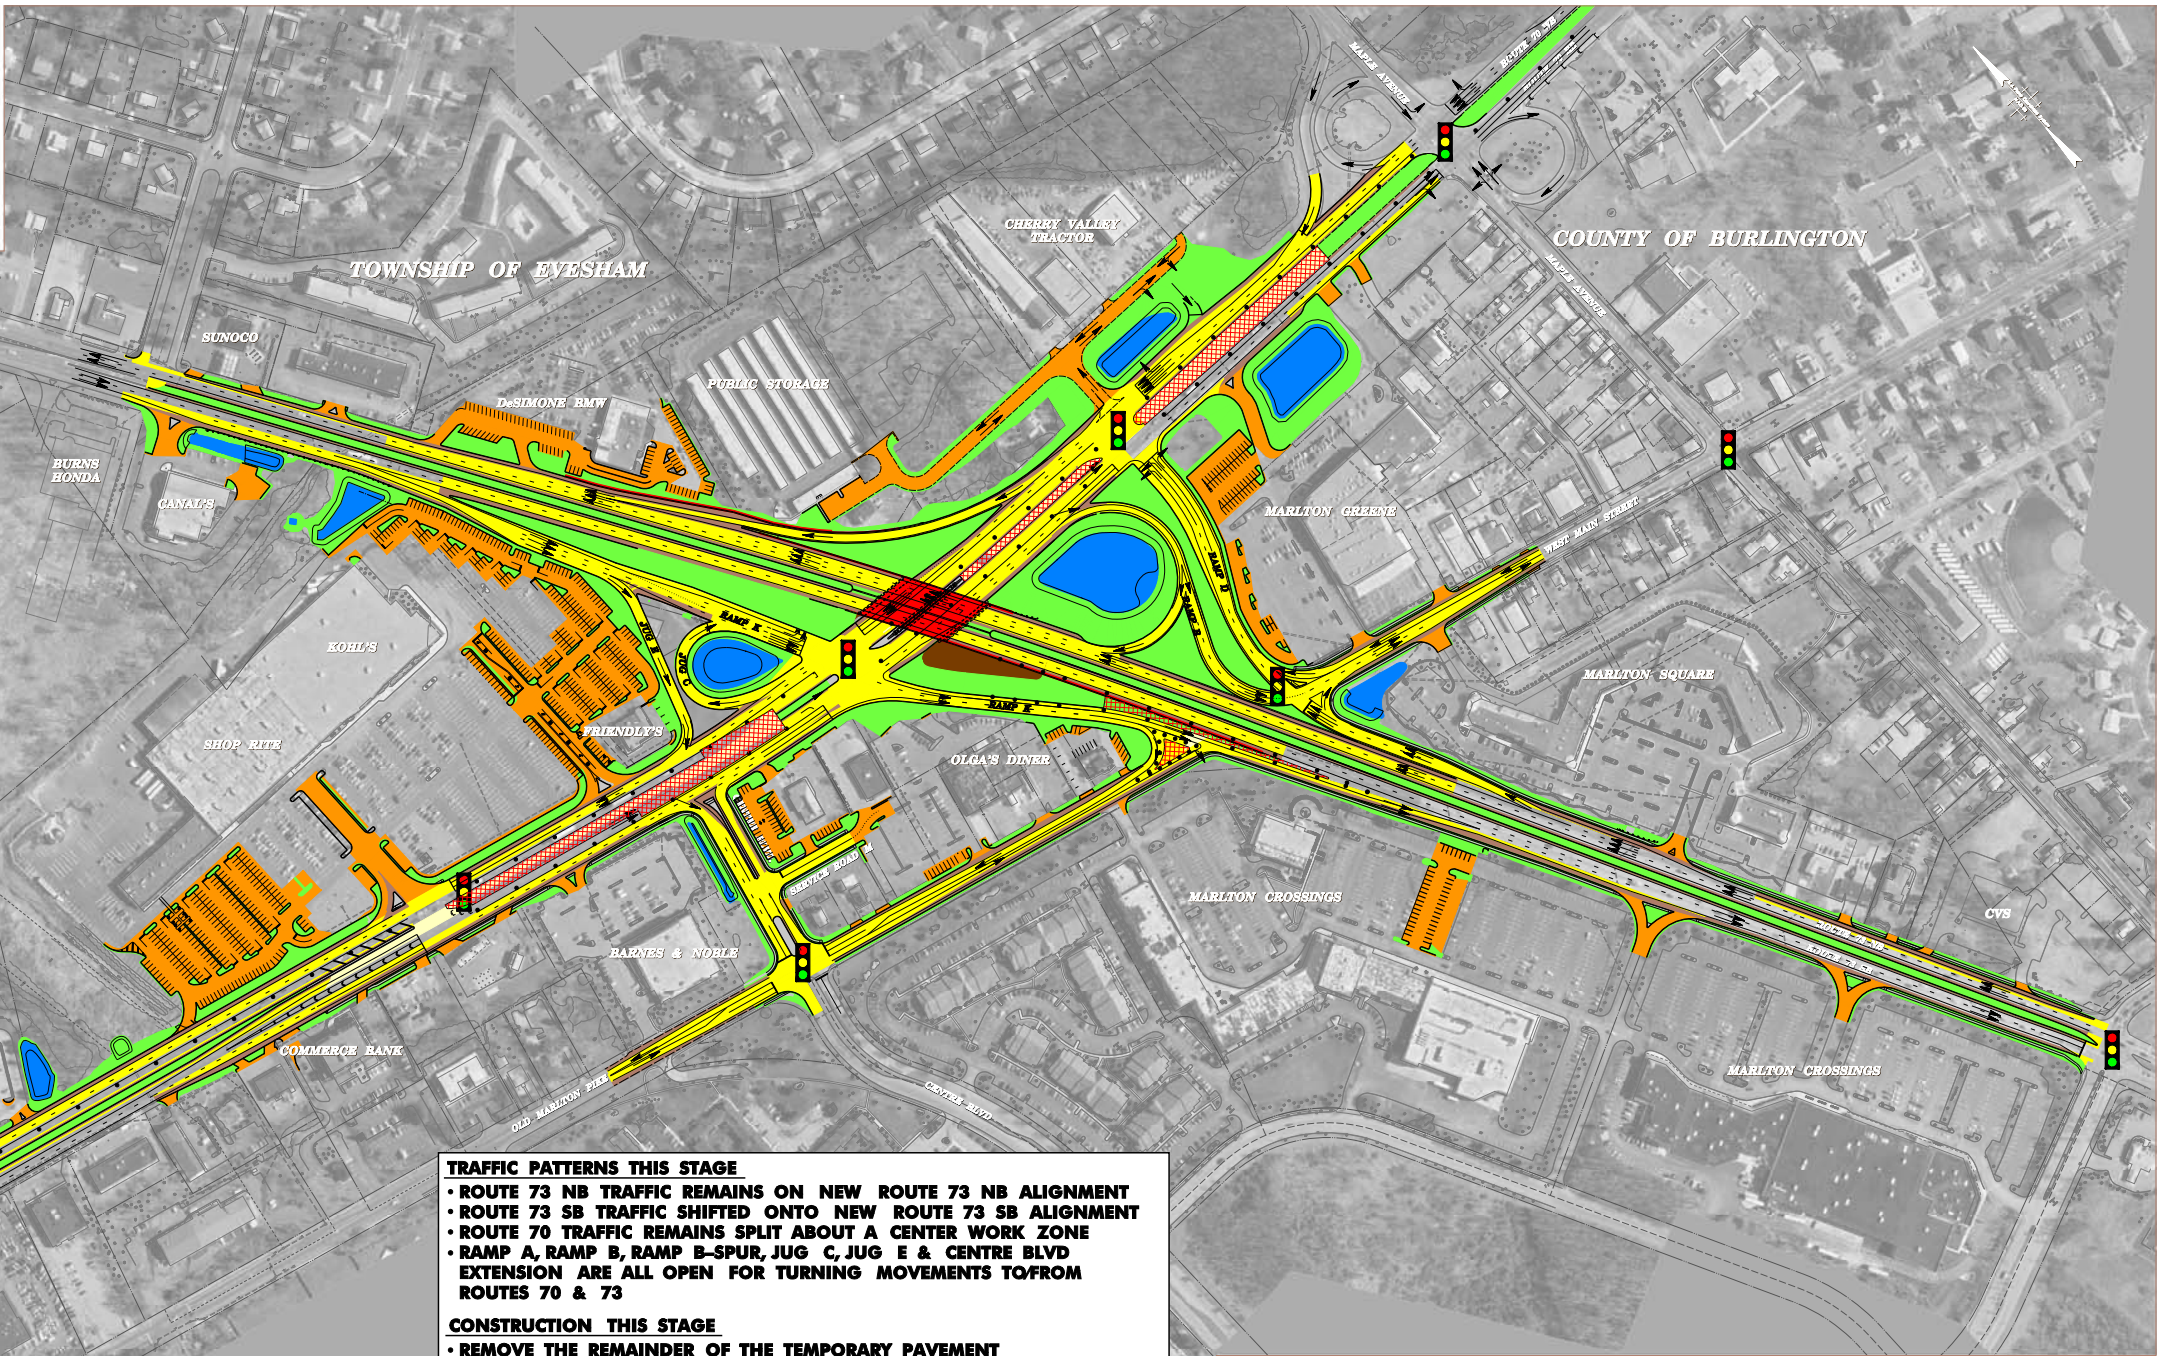 MAPLE AVENUE
ROUTE 70
CHERRY VALLEY
TRACTOR
COUNTY OF BURLINGTON
TOWNSHIP OF EVESHAM
MAPLE AVENUE
SUNOCO
PUBLIC STORAGE
DeSIMONE BMW
BURNS
HONDA
CANAL'S
MARLTON GREENE
WEST MAIN STREET
RAMP D
RAMP K
JUG E
JUG C
KOHL'S
MARLTON SQUARE
RAMP K
FRIENDLY'S
SHOP RITE
OLGA'S DINER
SERVICE ROAD M
MARLTON CROSSINGS
CVS
BARNES & NOBLE
COMMERCE BANK
MARLTON CROSSINGS
OLD MARLTON PIKE
CENTRE BLVD
TRAFFIC PATTERNS THIS STAGE
• ROUTE 73 NB TRAFFIC REMAINS ON NEW ROUTE 73 NB ALIGNMENT
• ROUTE 73 SB TRAFFIC SHIFTED ONTO NEW ROUTE 73 SB ALIGNMENT
• ROUTE 70 TRAFFIC REMAINS SPLIT ABOUT A CENTER WORK ZONE
• RAMP A, RAMP B, RAMP B-SPUR, JUG C, JUG E & CENTRE BLVD
EXTENSION ARE ALL OPEN FOR TURNING MOVEMENTS TO/FROM
ROUTES 70 & 73
CONSTRUCTION THIS STAGE
• REMOVE THE REMAINDER OF THE TEMPORARY PAVEMENT